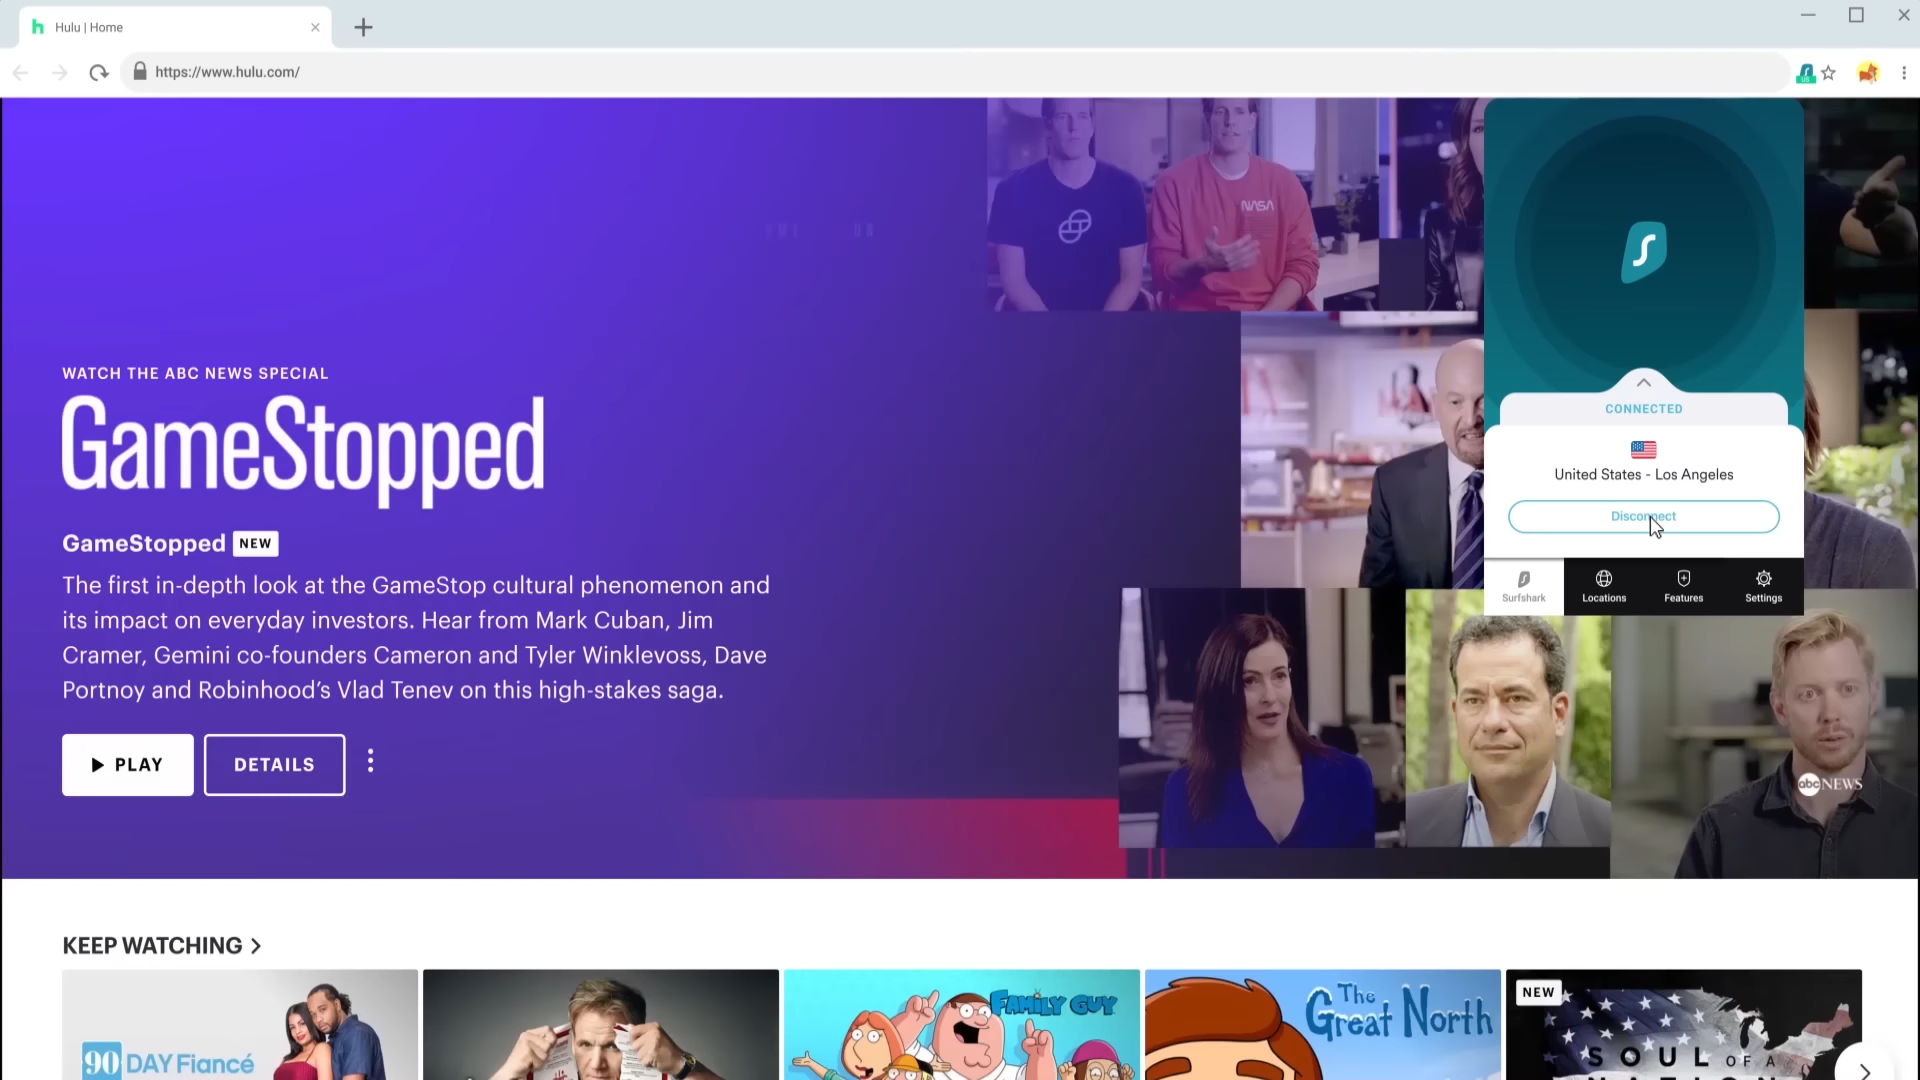 Hulu | Home
https://www.hulu.com/
US
NASA
WATCH THE ABC NEWS SPECIAL
GameStopped
GameStopped NEW
The first in-depth look at the GameStop cultural phenomenon and
its impact on everyday investors. Hear from Mark Cuban, Jim
Cramer, Gemini co-founders Cameron and Tyler Winklevoss, Dave
Portnoy and Robinhood's Vlad Tenev on this high-stakes saga.
PLAY
DETAILS
CONNECTED
United States - Los Angeles
Disconnect
Surfshark
Locations
Features
Settings
abc NEWS
KEEP WATCHING
90 DAY Fiancé
FAMILY GUY
The
Great North
NEW
SOUL OF A
NATION